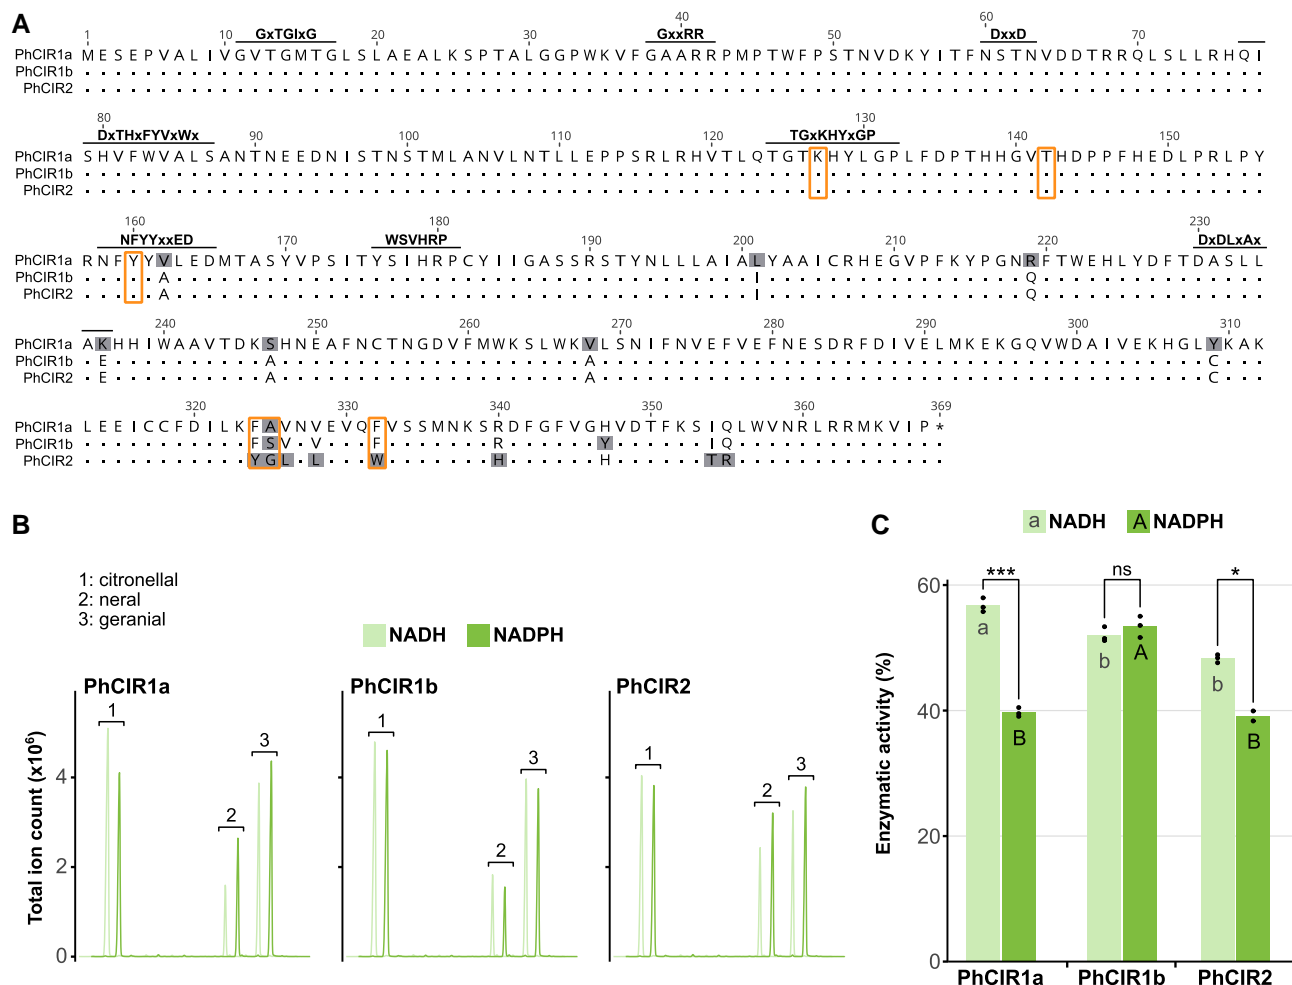 A
1 10 20 30 40 50 60 70
GxTGIxG GxxRR DxxD
PhCIR1a M E S E P V A L I V G V T G M T G L S L A E A L K S P T A L G G P W K V F G A A R R P M P T W F P S T N V D K Y I T F N S T N V D D T R R Q L S L L R H Q I
PhCIR1b
PhCIR2
80 90 100 110 120 130 140 150
DxTHxFYVxWx TGxKHYxGP
PhCIR1a S H V F W V A L S A N T N E E D N I S T N S T M L A N V L N T L L E P P S R L R H V T L Q T G T K H Y L G P L F D P T H H G V T H D P P F H E D L P R L P Y
PhCIR1b
PhCIR2
160 170 180 190 200 210 220 230
NFYYxxED WSVHRP DxDLxAx
PhCIR1a R N F Y Y V L E D M T A S Y V P S I T Y S I H R P C Y I I G A S S R S T Y N L L L A I A L Y A A I C R H E G V P F K Y P G N R F T W E H L Y D F T D A S L L
PhCIR1b A I Q
PhCIR2 A I Q
240 250 260 270 280 290 300 310
PhCIR1a A K H H I W A A V T D K S H N E A F N C T N G D V F M W K S L W K V L S N I F N V E F V E F N E S D R F D I V E L M K E K G Q V W D A I V E K H G L Y K A K
PhCIR1b E A A C
PhCIR2 E A A C
320 330 340 350 360 369
PhCIR1a L E E I C C F D I L K F A V N V E V Q F V S S M N K S R D F G F V G H V D T F K S I Q L W V N R L R R M K V I P *
PhCIR1b F S V V F R Y I Q
PhCIR2 Y G L L W H H T R
B
1: citronellal
2: neral
3: geranial
NADH NADPH
PhCIR1a PhCIR1b PhCIR2
Total ion count (x10⁶)
4
2
0
1 2 3
1 2 3
1 2 3
C
a NADH A NADPH
Enzymatic activity (%)
60
40
20
0
*** ns *
a B b A b B
PhCIR1a PhCIR1b PhCIR2